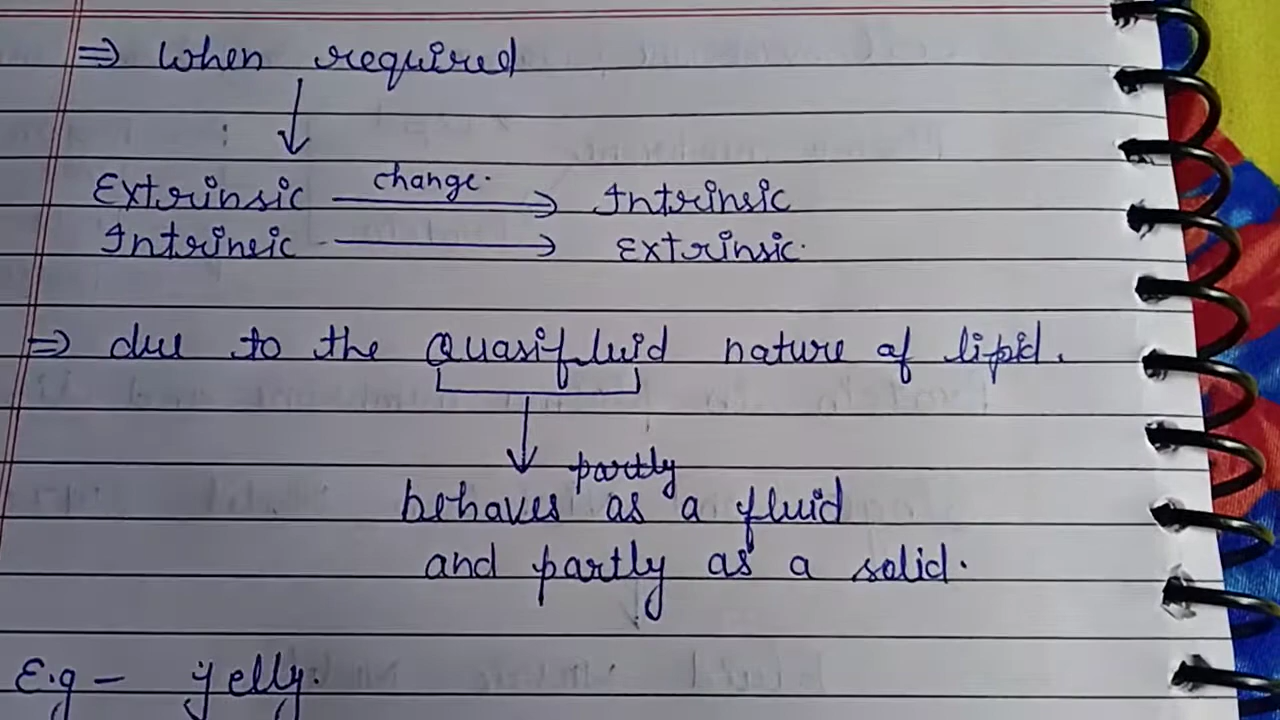 ⇒ When required
↓
Extrinsic change. ⟹ Intrinsic
Intrinsic ⟶ Extrinsic.
⇒ due to the Quasifluid nature of lipid.
↓
partly
behaves as a fluid
and partly as a solid.
E.g – jelly.